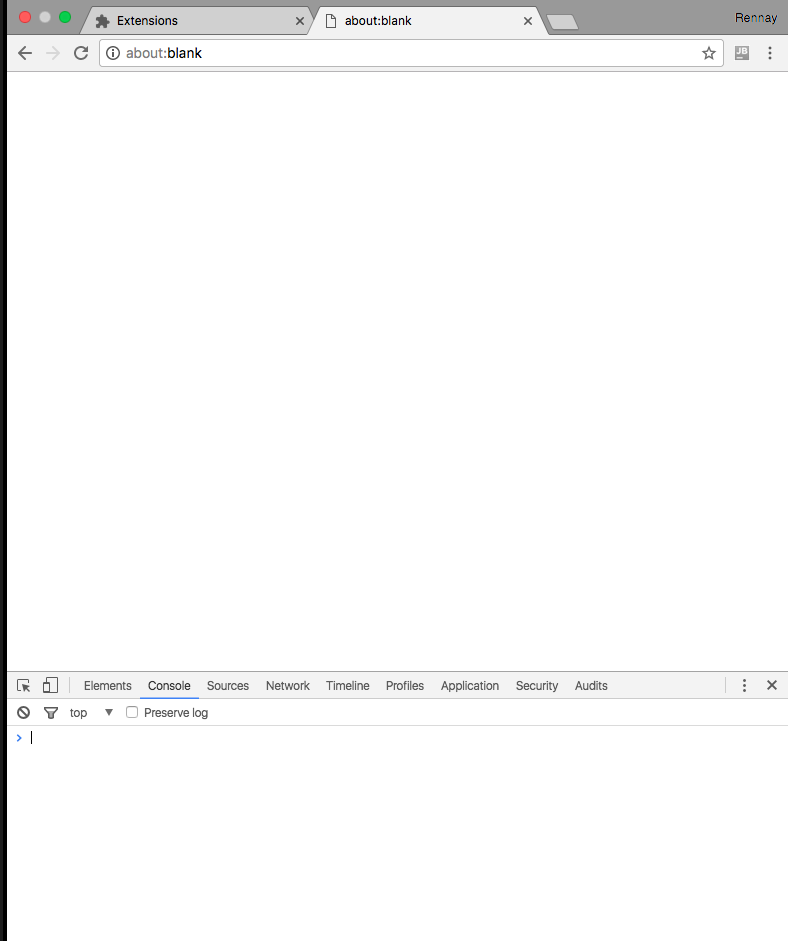 Extensions
about:blank
Rennay
about:blank
JB
Elements Console Sources Network Timeline Profiles Application Security Audits
top Preserve log